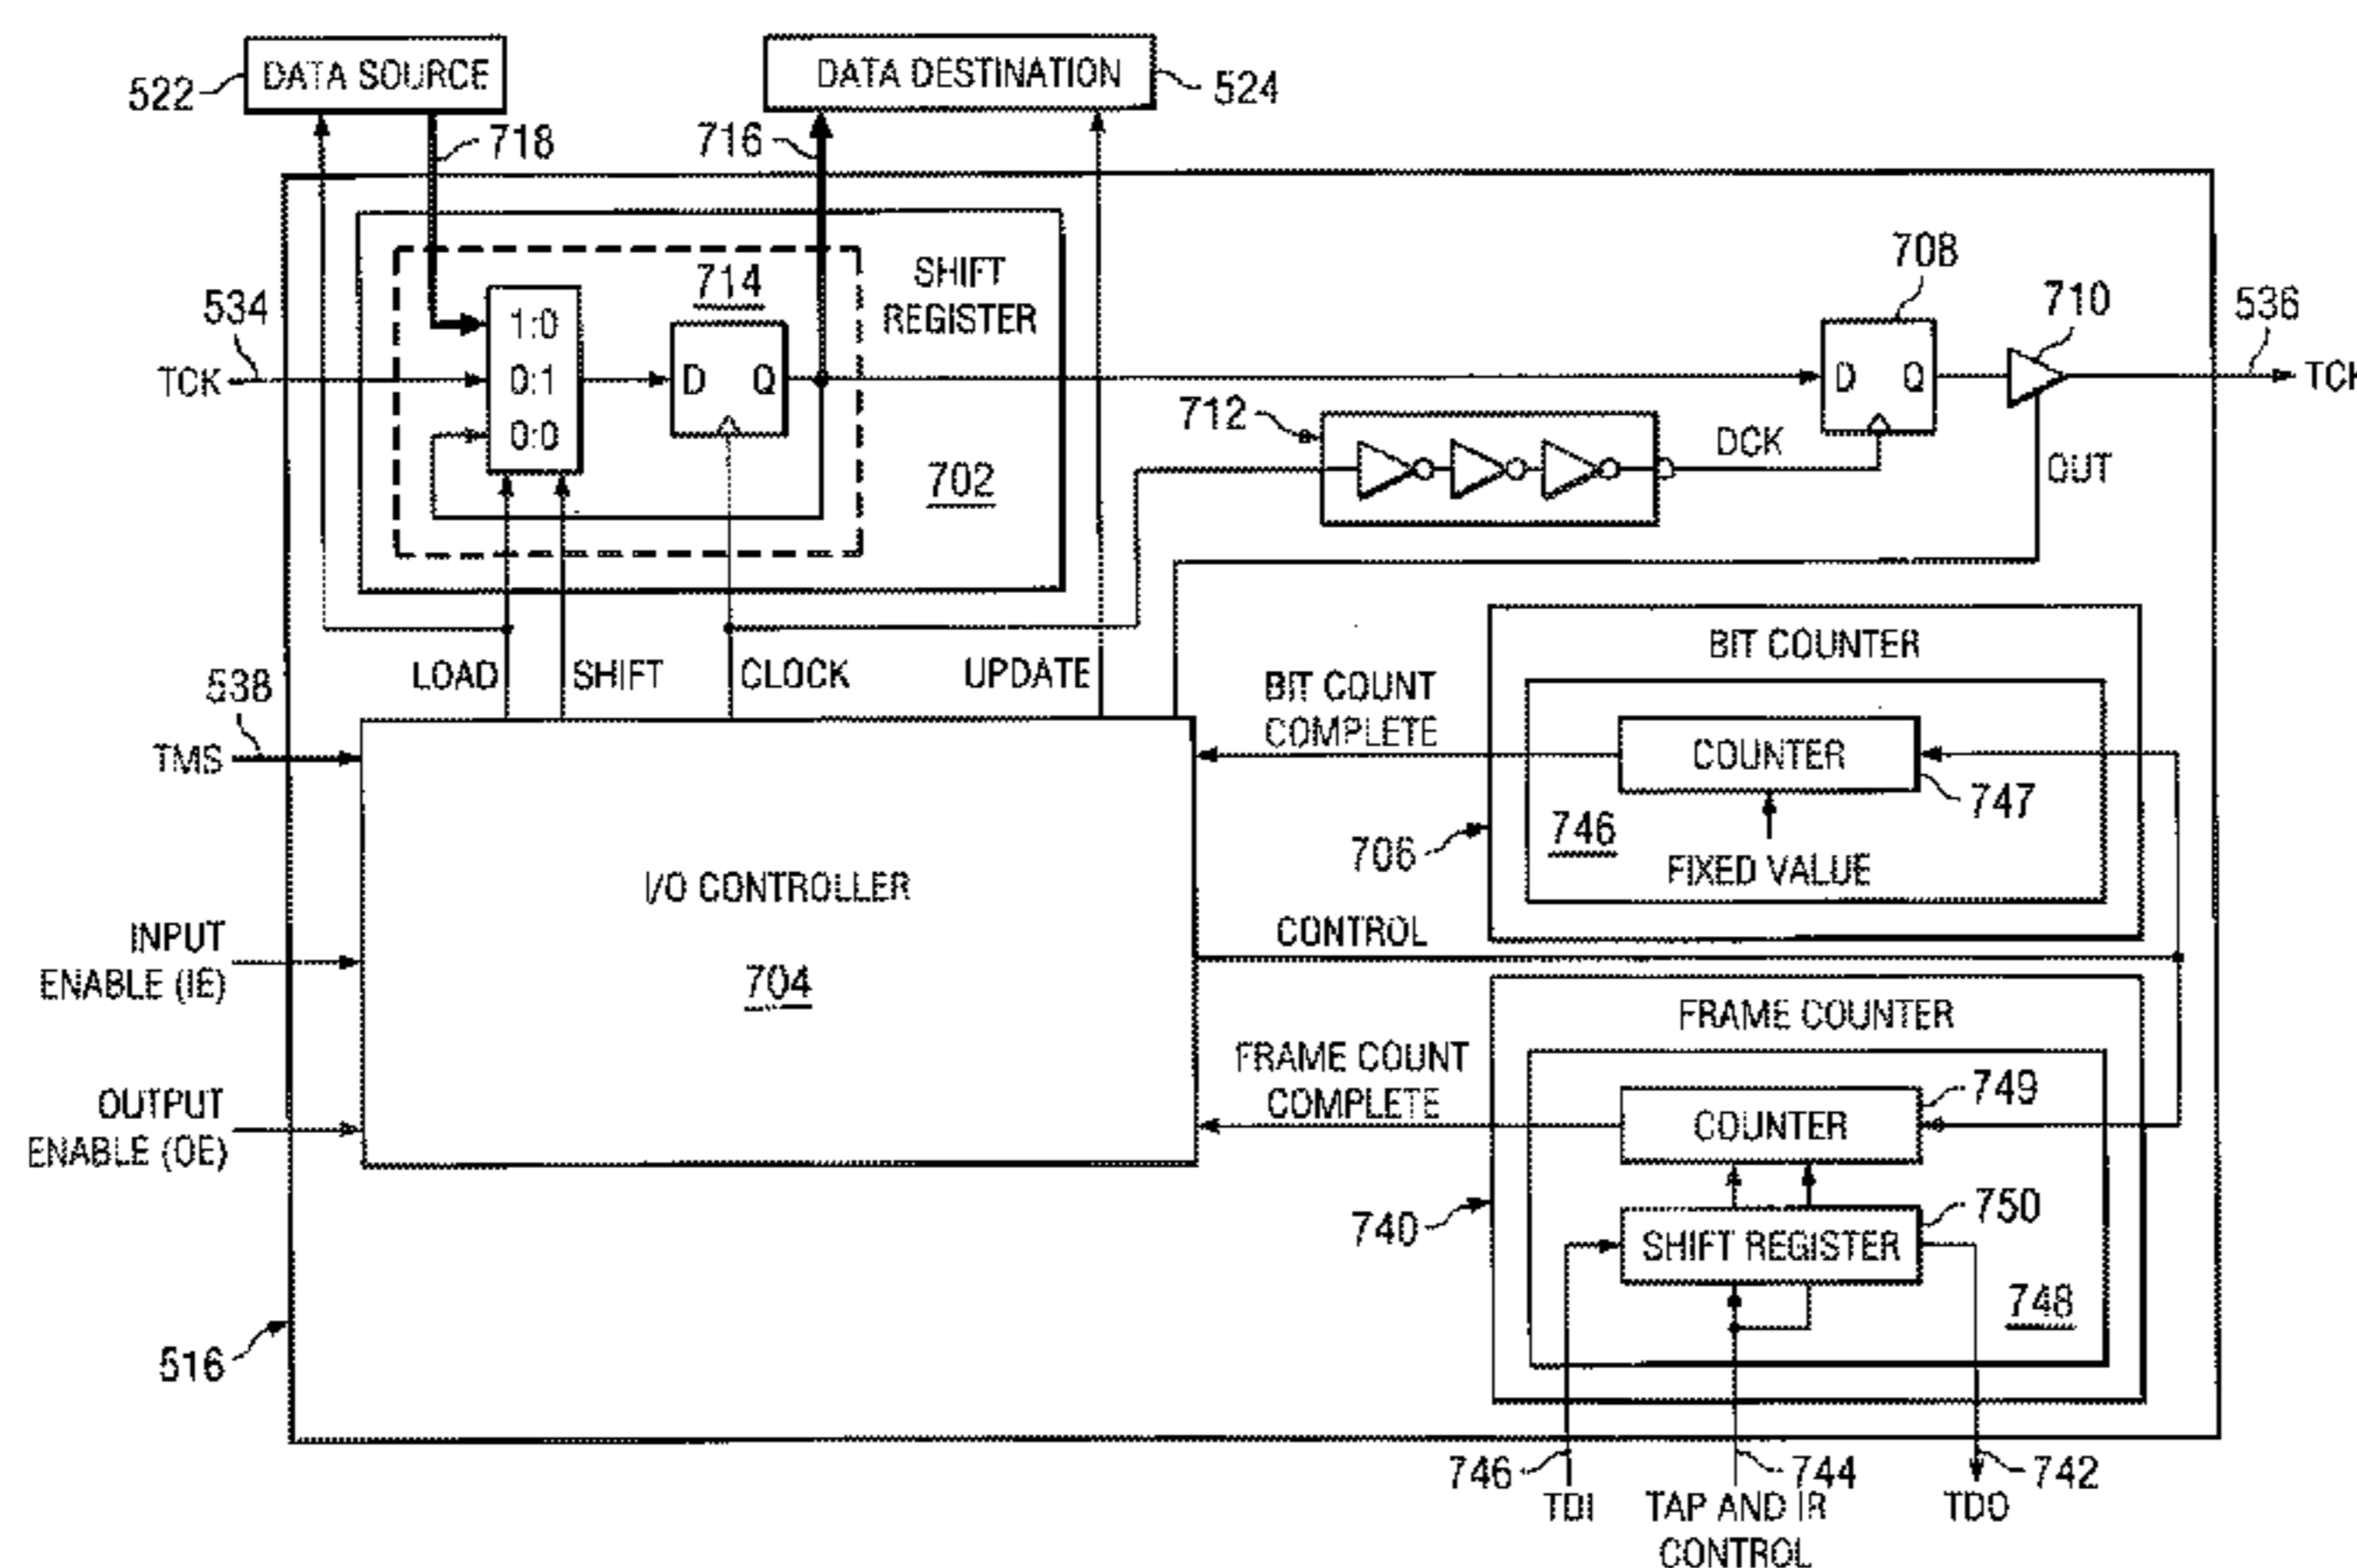 DATA SOURCE
522
718
DATA DESTINATION
524
716
534
TCK
714
1:0
0:1
0:0
D Q
SHIFT
REGISTER
702
708
D Q
710
536
TCK
712
DCK
OUT
LOAD
SHIFT
CLOCK
UPDATE
538
TMS
INPUT
ENABLE (IE)
OUTPUT
ENABLE (OE)
I/O CONTROLLER
704
BIT COUNT
COMPLETE
CONTROL
FRAME COUNT
COMPLETE
BIT COUNTER
COUNTER
747
746
FIXED VALUE
706
FRAME COUNTER
749
COUNTER
750
SHIFT REGISTER
748
740
516
746
TDI
744
TAP AND IR
CONTROL
742
TDO